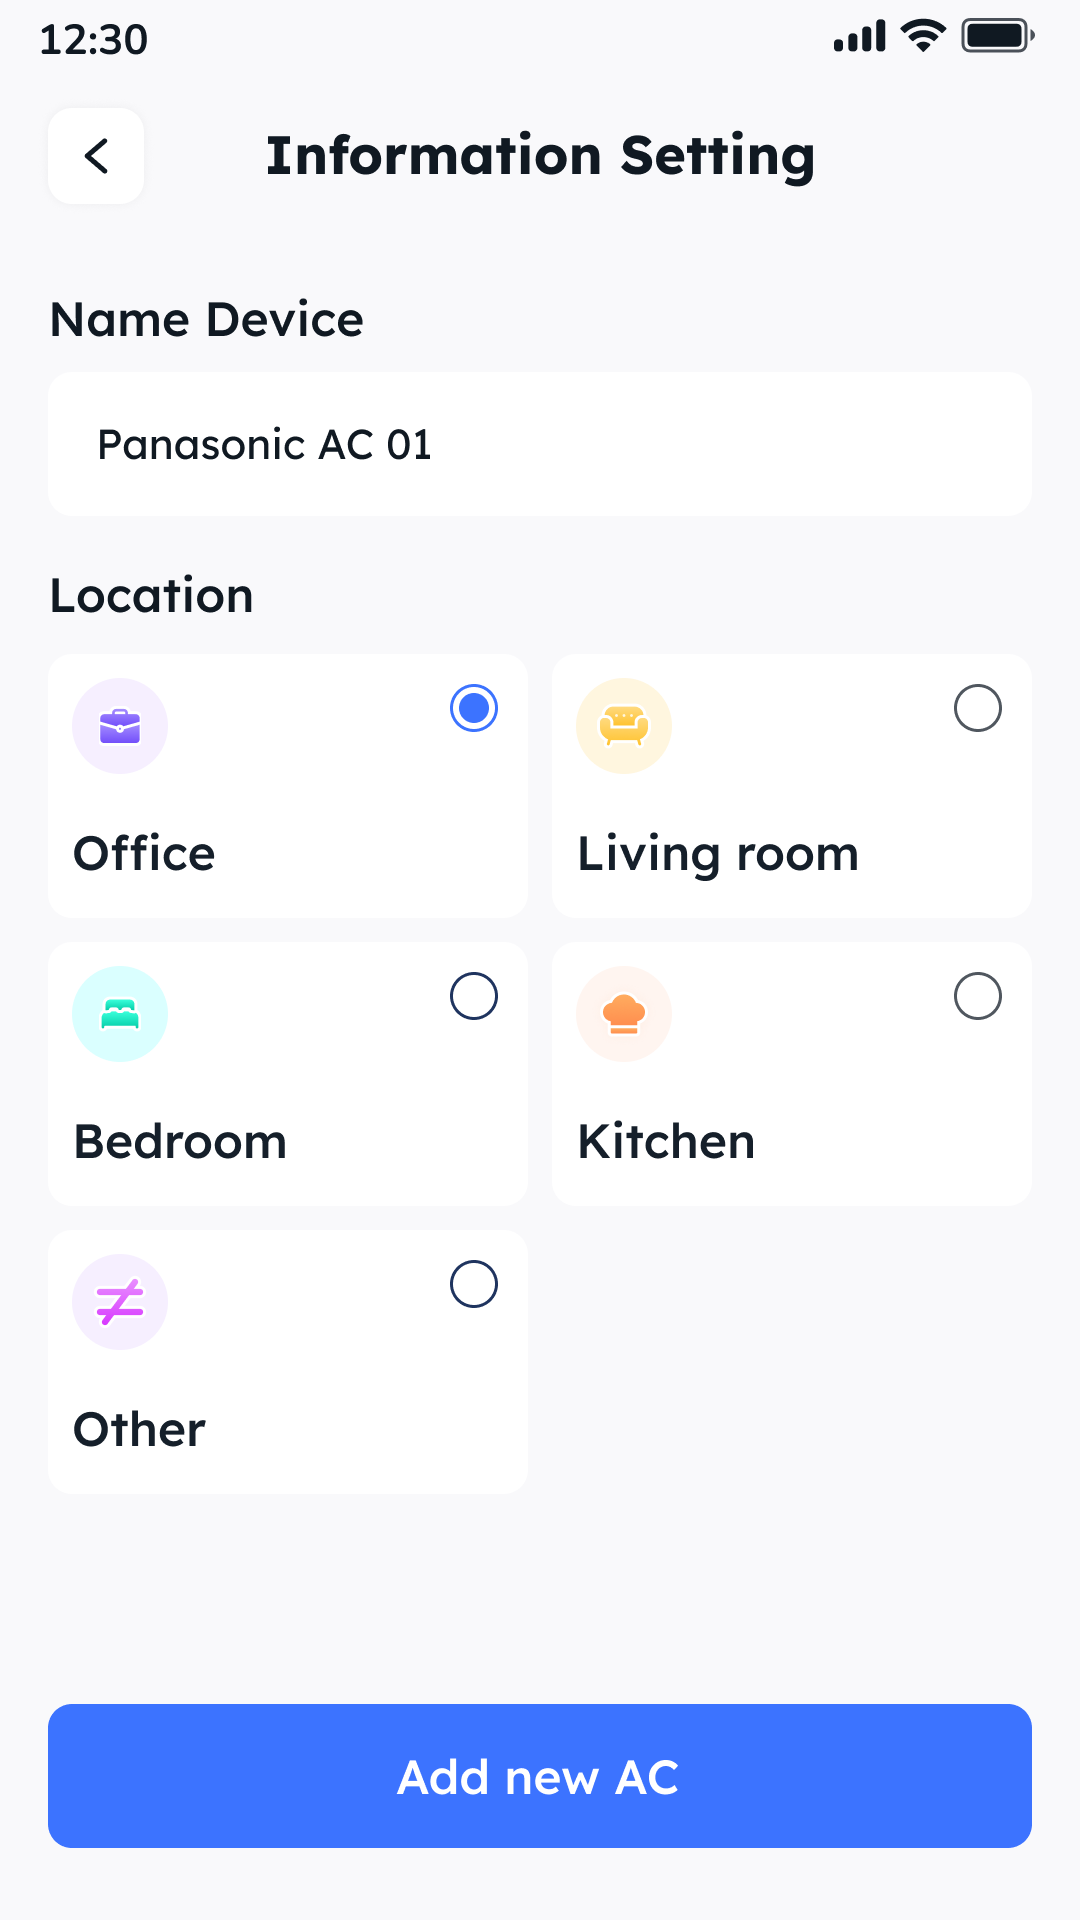 12:30
Information Setting
Name Device
Panasonic AC 01
Location
Office
Living room
Bedroom
Kitchen
Other
Add new AC